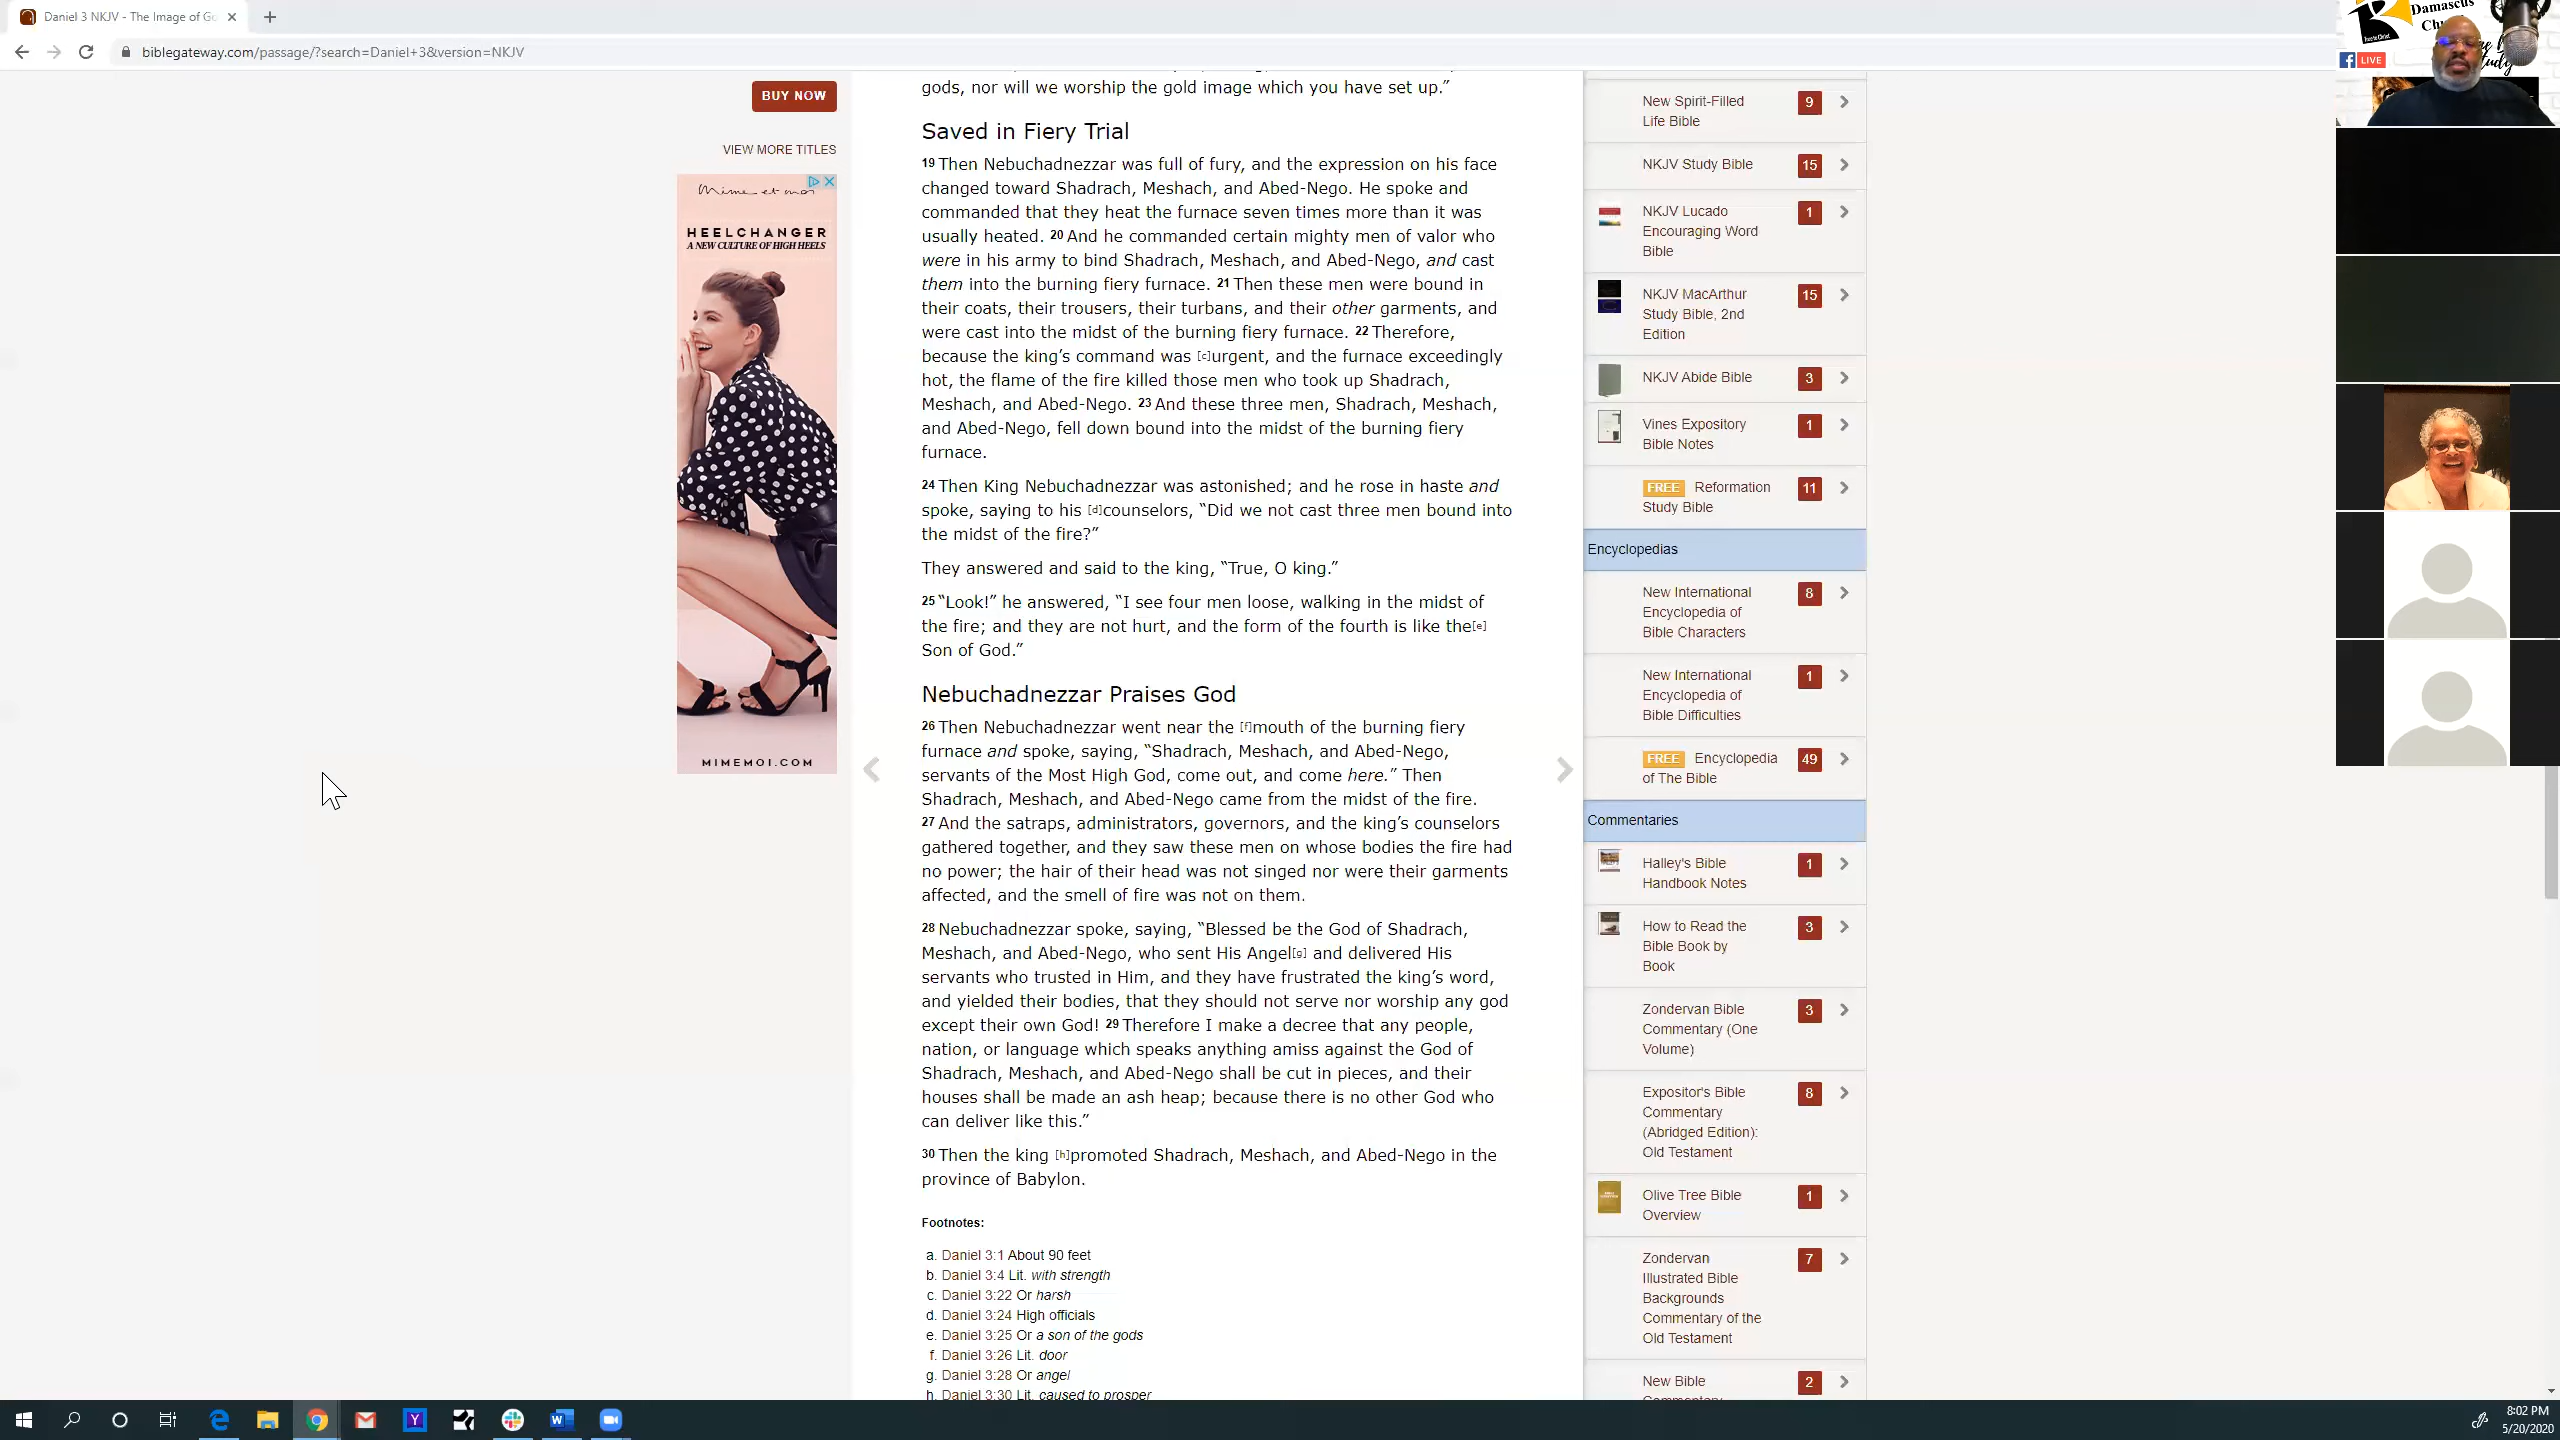 Daniel 3 NKJV - The Image of Go
biblegateway.com/passage/?search=Daniel+3&version=NKJV
BUY NOW
VIEW MORE TITLES
Mime et moi
HEELCHANGER
A NEW CULTURE OF HIGH HEELS
MIMEMOI.COM
gods, nor will we worship the gold image which you have set up.”
Saved in Fiery Trial
19 Then Nebuchadnezzar was full of fury, and the expression on his face
changed toward Shadrach, Meshach, and Abed-Nego. He spoke and
commanded that they heat the furnace seven times more than it was
usually heated. 20 And he commanded certain mighty men of valor who
were in his army to bind Shadrach, Meshach, and Abed-Nego, and cast
them into the burning fiery furnace. 21 Then these men were bound in
their coats, their trousers, their turbans, and their other garments, and
were cast into the midst of the burning fiery furnace. 22 Therefore,
because the king’s command was [c]urgent, and the furnace exceedingly
hot, the flame of the fire killed those men who took up Shadrach,
Meshach, and Abed-Nego. 23 And these three men, Shadrach, Meshach,
and Abed-Nego, fell down bound into the midst of the burning fiery
furnace.
24 Then King Nebuchadnezzar was astonished; and he rose in haste and
spoke, saying to his [d]counselors, “Did we not cast three men bound into
the midst of the fire?”
They answered and said to the king, “True, O king.”
25 “Look!” he answered, “I see four men loose, walking in the midst of
the fire; and they are not hurt, and the form of the fourth is like the[e]
Son of God.”
Nebuchadnezzar Praises God
26 Then Nebuchadnezzar went near the [f]mouth of the burning fiery
furnace and spoke, saying, “Shadrach, Meshach, and Abed-Nego,
servants of the Most High God, come out, and come here.” Then
Shadrach, Meshach, and Abed-Nego came from the midst of the fire.
27 And the satraps, administrators, governors, and the king’s counselors
gathered together, and they saw these men on whose bodies the fire had
no power; the hair of their head was not singed nor were their garments
affected, and the smell of fire was not on them.
28 Nebuchadnezzar spoke, saying, “Blessed be the God of Shadrach,
Meshach, and Abed-Nego, who sent His Angel[g] and delivered His
servants who trusted in Him, and they have frustrated the king’s word,
and yielded their bodies, that they should not serve nor worship any god
except their own God! 29 Therefore I make a decree that any people,
nation, or language which speaks anything amiss against the God of
Shadrach, Meshach, and Abed-Nego shall be cut in pieces, and their
houses shall be made an ash heap; because there is no other God who
can deliver like this.”
30 Then the king [h]promoted Shadrach, Meshach, and Abed-Nego in the
province of Babylon.
Footnotes:
a. Daniel 3:1 About 90 feet
b. Daniel 3:4 Lit. with strength
c. Daniel 3:22 Or harsh
d. Daniel 3:24 High officials
e. Daniel 3:25 Or a son of the gods
f. Daniel 3:26 Lit. door
g. Daniel 3:28 Or angel
h. Daniel 3:30 Lit. caused to prosper
New Spirit-Filled
Life Bible
9
NKJV Study Bible
15
NKJV Lucado
Encouraging Word
Bible
1
NKJV MacArthur
Study Bible, 2nd
Edition
15
NKJV Abide Bible
3
Vines Expository
Bible Notes
1
FREE Reformation
Study Bible
11
Encyclopedias
New International
Encyclopedia of
Bible Characters
8
New International
Encyclopedia of
Bible Difficulties
1
FREE Encyclopedia
of The Bible
49
Commentaries
Halley's Bible
Handbook Notes
1
How to Read the
Bible Book by
Book
3
Zondervan Bible
Commentary (One
Volume)
3
Expositor's Bible
Commentary
(Abridged Edition):
Old Testament
8
Olive Tree Bible
Overview
1
Zondervan
Illustrated Bible
Backgrounds
Commentary of the
Old Testament
7
New Bible
Commentary
2
Damascus
LIVE
8:02 PM
5/20/2020